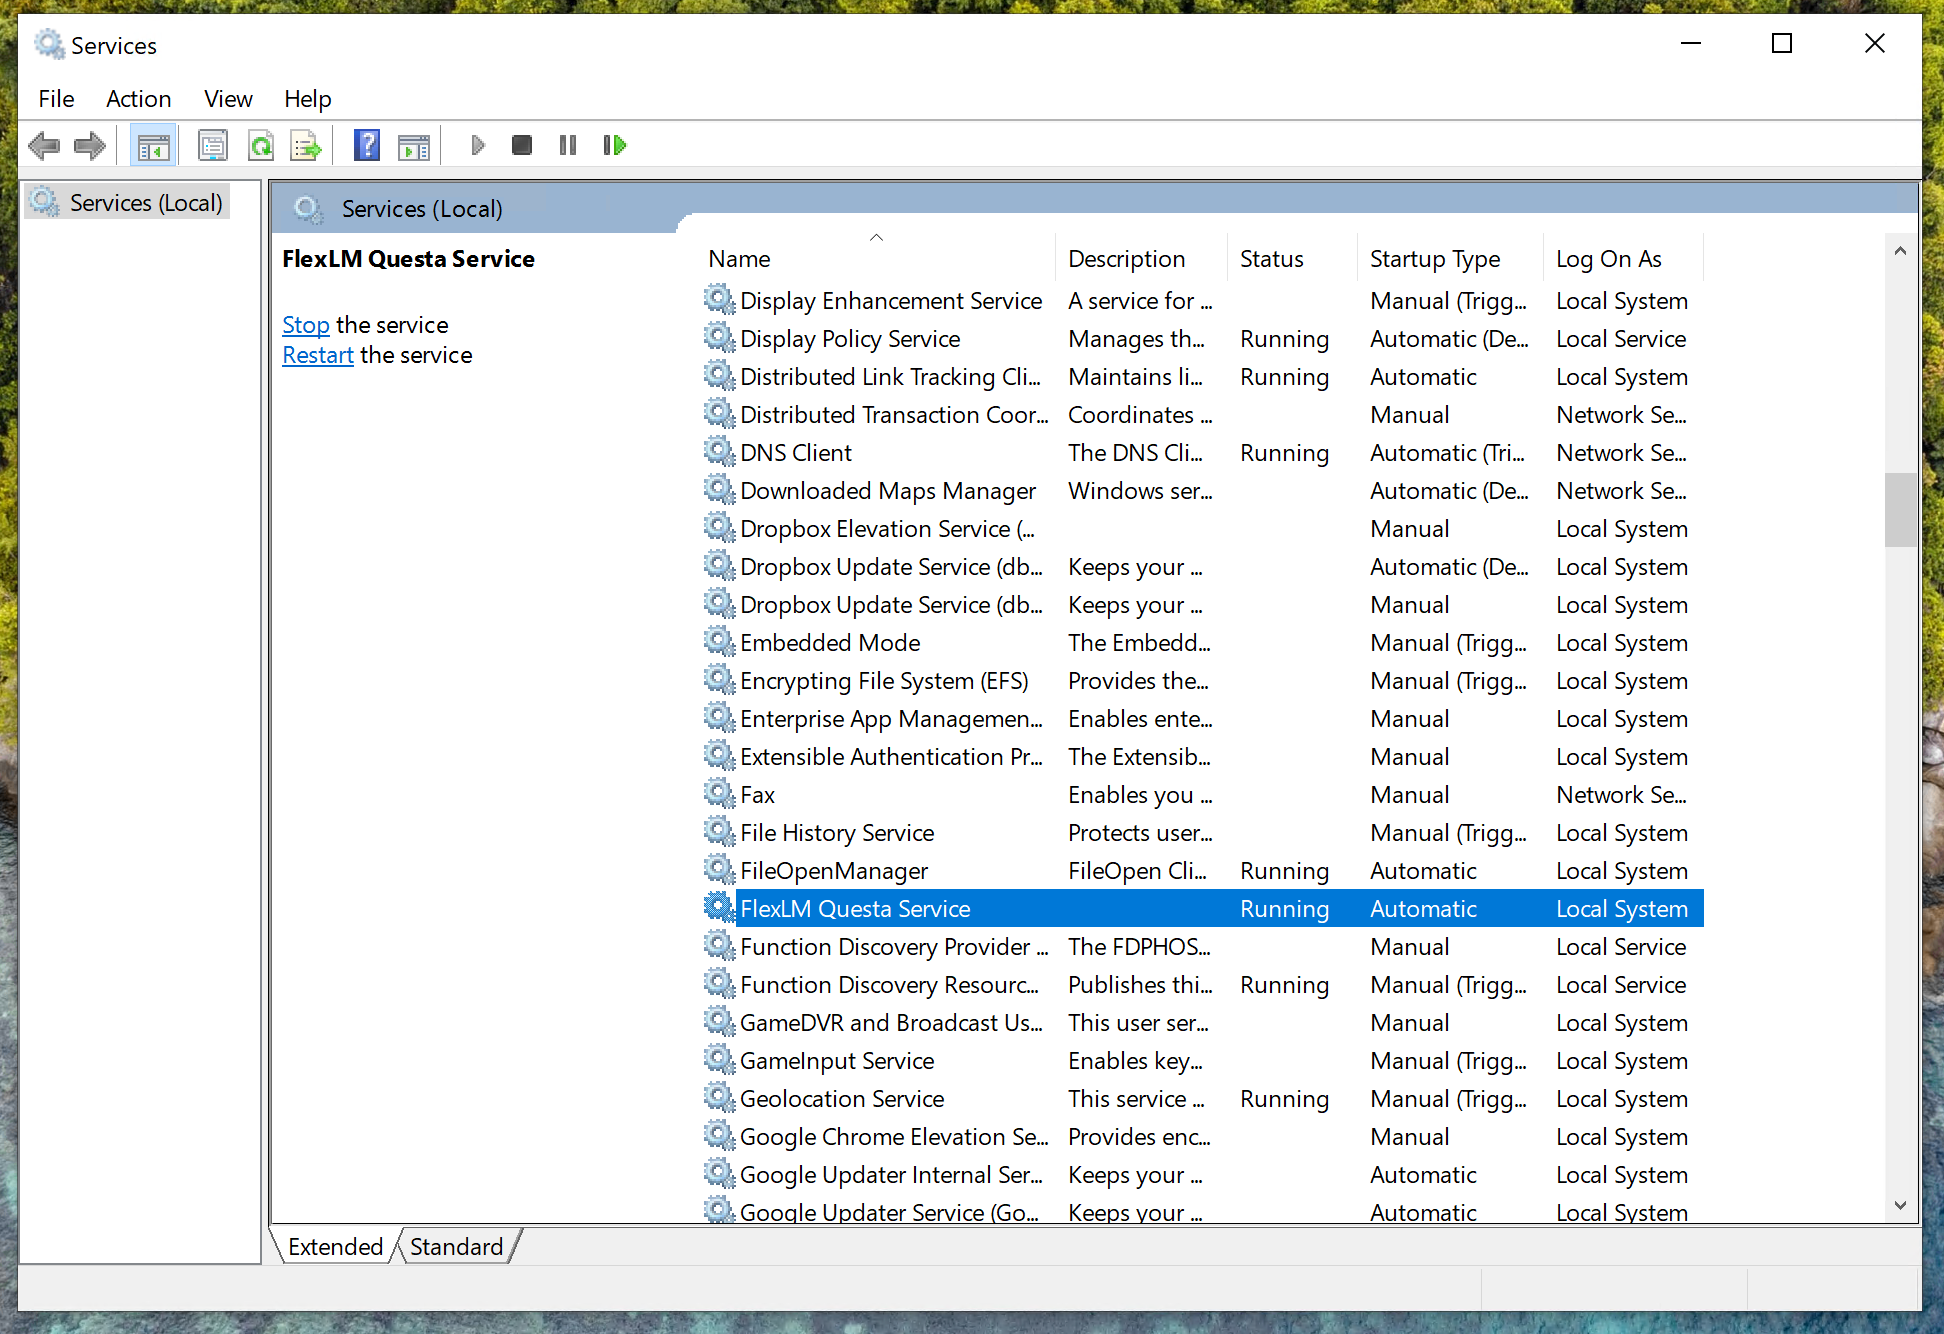 Services
File Action View Help
Services (Local)
Services (Local)
FlexLM Questa Service
Stop the service
Restart the service
Name Description Status Startup Type Log On As
Display Enhancement Service A service for ... Manual (Trigg... Local System
Display Policy Service Manages th... Running Automatic (De... Local Service
Distributed Link Tracking Cli... Maintains li... Running Automatic Local System
Distributed Transaction Coor... Coordinates ... Manual Network Se...
DNS Client The DNS Cli... Running Automatic (Tri... Network Se...
Downloaded Maps Manager Windows ser... Automatic (De... Network Se...
Dropbox Elevation Service (... Manual Local System
Dropbox Update Service (db... Keeps your ... Automatic (De... Local System
Dropbox Update Service (db... Keeps your ... Manual Local System
Embedded Mode The Embedd... Manual (Trigg... Local System
Encrypting File System (EFS) Provides the... Manual (Trigg... Local System
Enterprise App Managemen... Enables ente... Manual Local System
Extensible Authentication Pr... The Extensib... Manual Local System
Fax Enables you ... Manual Network Se...
File History Service Protects user... Manual (Trigg... Local System
FileOpenManager FileOpen Cli... Running Automatic Local System
FlexLM Questa Service Running Automatic Local System
Function Discovery Provider ... The FDPHOS... Manual Local Service
Function Discovery Resourc... Publishes thi... Running Manual (Trigg... Local Service
GameDVR and Broadcast Us... This user ser... Manual Local System
GameInput Service Enables key... Manual (Trigg... Local System
Geolocation Service This service ... Running Manual (Trigg... Local System
Google Chrome Elevation Se... Provides enc... Manual Local System
Google Updater Internal Ser... Keeps your ... Automatic Local System
Google Updater Service (Go... Keeps your ... Automatic Local System
Extended Standard